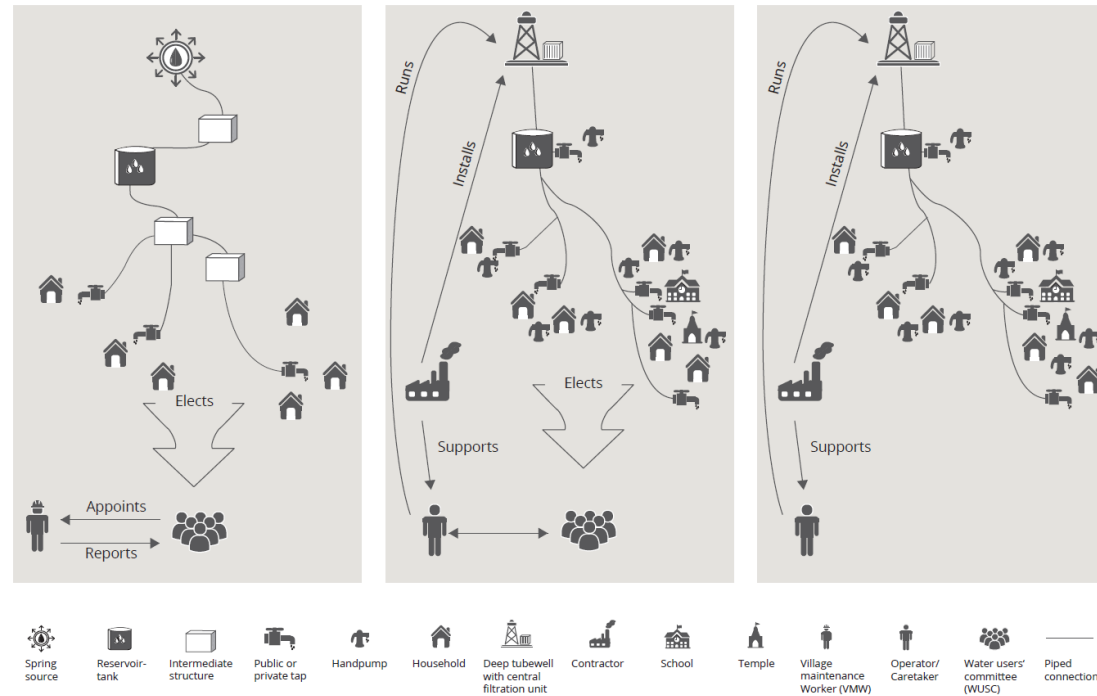 Elects
Appoints
Reports
Runs
Installs
Supports
Elects
Runs
Installs
Supports
Spring
source
Reservoir-
tank
Intermediate
structure
Public or
private tap
Handpump
Household
Deep tubewell
with central
filtration unit
Contractor
School
Temple
Village
maintenance
Worker (VMW)
Operator/
Caretaker
Water users‘
committee
(WUSC)
Piped
connection